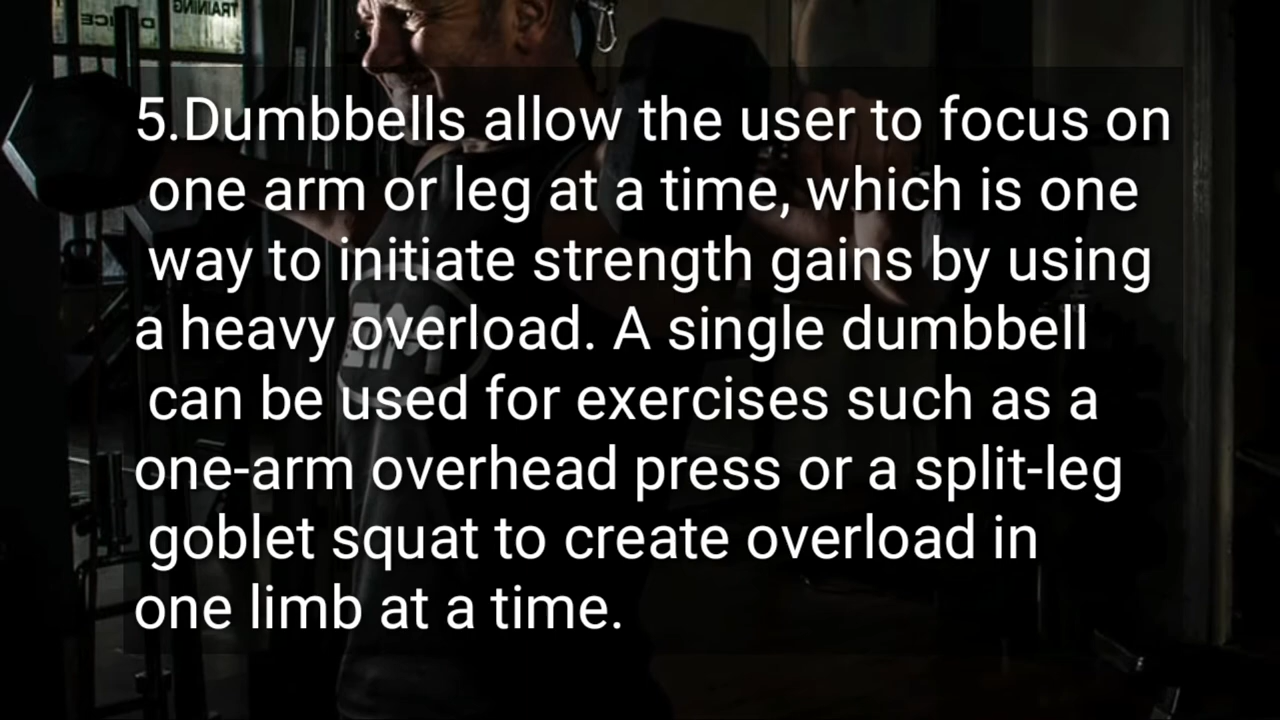 TRAINING
5.Dumbbells allow the user to focus on
one arm or leg at a time, which is one
way to initiate strength gains by using
a heavy overload. A single dumbbell
can be used for exercises such as a
one-arm overhead press or a split-leg
goblet squat to create overload in
one limb at a time.